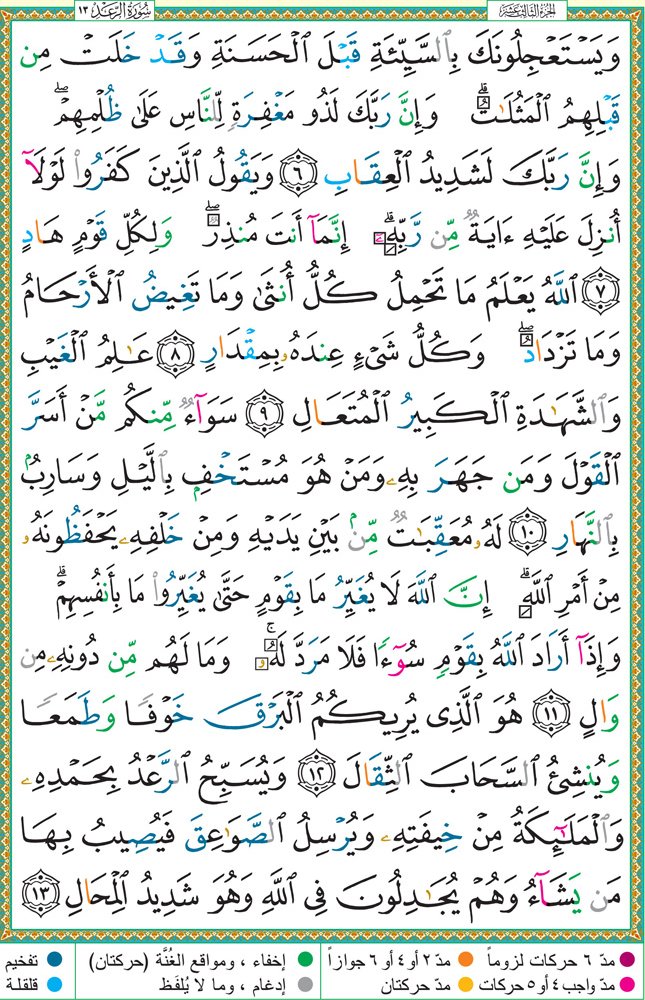 الجزء الثالث عشر
سورة الرعد ١٣
وَيَسْتَعْجِلُونَكَ بِٱلسَّيِّئَةِ قَبْلَ ٱلْحَسَنَةِ وَقَدْ خَلَتْ مِن
قَبْلِهِمُ ٱلْمَثُلَـٰتُ ۗ وَإِنَّ رَبَّكَ لَذُو مَغْفِرَةٍ لِّلنَّاسِ عَلَىٰ ظُلْمِهِمْ ۖ
وَإِنَّ رَبَّكَ لَشَدِيدُ ٱلْعِقَابِ ٦ وَيَقُولُ ٱلَّذِينَ كَفَرُوا۟ لَوْلَآ
أُنزِلَ عَلَيْهِ ءَايَةٌ مِّن رَّبِّهِۦٓ ۗ إِنَّمَآ أَنتَ مُنذِرٌ ۖ وَلِكُلِّ قَوْمٍ هَادٍ
٧ ٱللَّهُ يَعْلَمُ مَا تَحْمِلُ كُلُّ أُنثَىٰ وَمَا تَغِيضُ ٱلْأَرْحَامُ
وَمَا تَزْدَادُ ۖ وَكُلُّ شَىْءٍ عِندَهُۥ بِمِقْدَارٍ ٨ عَـٰلِمُ ٱلْغَيْبِ
وَٱلشَّهَـٰدَةِ ٱلْكَبِيرُ ٱلْمُتَعَالِ ٩ سَوَآءٌ مِّنكُم مَّنْ أَسَرَّ
ٱلْقَوْلَ وَمَن جَهَرَ بِهِۦ وَمَنْ هُوَ مُسْتَخْفٍۭ بِٱلَّيْلِ وَسَارِبٌۢ
بِٱلنَّهَارِ ١٠ لَهُۥ مُعَقِّبَـٰتٌ مِّنۢ بَيْنِ يَدَيْهِ وَمِنْ خَلْفِهِۦ يَحْفَظُونَهُۥ
مِنْ أَمْرِ ٱللَّهِ ۗ إِنَّ ٱللَّهَ لَا يُغَيِّرُ مَا بِقَوْمٍ حَتَّىٰ يُغَيِّرُوا۟ مَا بِأَنفُسِهِمْ ۗ
وَإِذَآ أَرَادَ ٱللَّهُ بِقَوْمٍ سُوٓءًا فَلَا مَرَدَّ لَهُۥ ۚ وَمَا لَهُم مِّن دُونِهِۦ مِن
وَالٍ ١١ هُوَ ٱلَّذِى يُرِيكُمُ ٱلْبَرْقَ خَوْفًا وَطَمَعًا
وَيُنشِئُ ٱلسَّحَابَ ٱلثِّقَالَ ١٢ وَيُسَبِّحُ ٱلرَّعْدُ بِحَمْدِهِۦ
وَٱلْمَلَـٰٓئِكَةُ مِنْ خِيفَتِهِۦ وَيُرْسِلُ ٱلصَّوَٰعِقَ فَيُصِيبُ بِهَا
مَن يَشَآءُ وَهُمْ يُجَـٰدِلُونَ فِى ٱللَّهِ وَهُوَ شَدِيدُ ٱلْمِحَالِ ١٣
مدّ ٦ حركات لزوماً مدّ ٢ أو ٤ أو ٦ جوازاً إخفاء ، ومواقع الغُنَّة (حركتان) تفخيم
مدّ واجب ٤ أو ٥ حركات مدّ حركتان إدغام ، وما لا يُلفَظ قلقلة